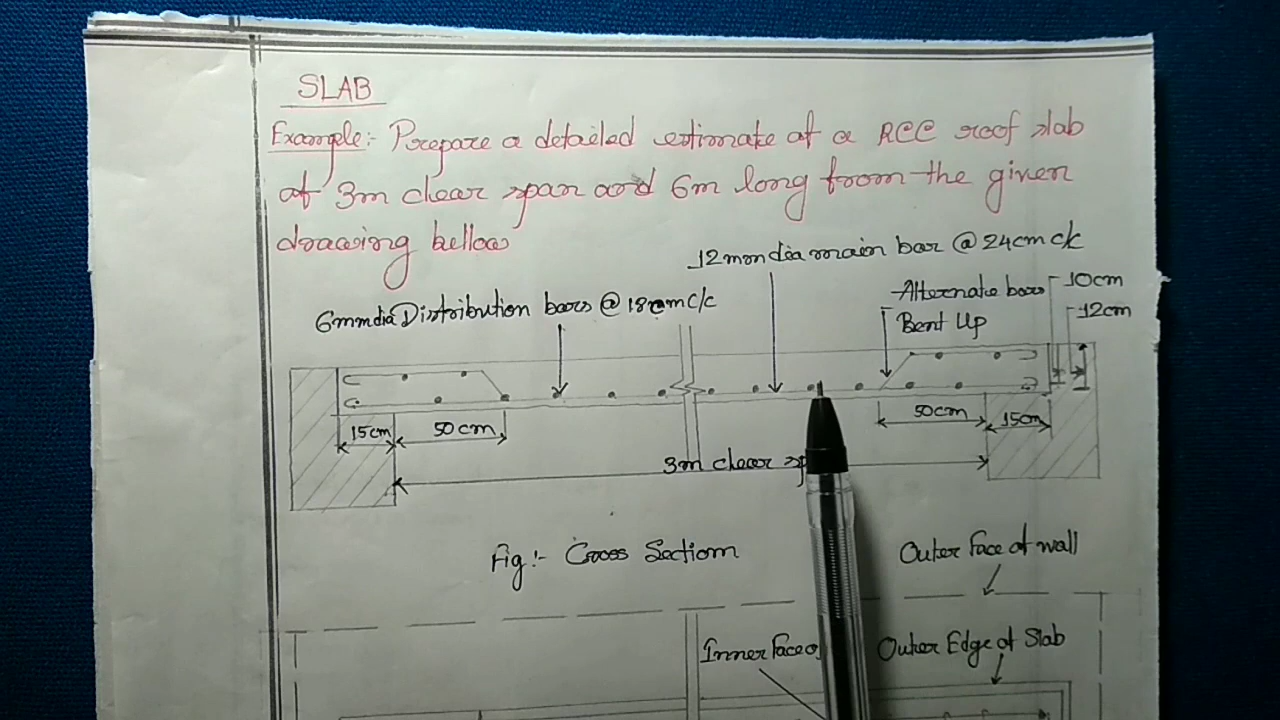 SLAB
Example:- Prepare a detailed estimate of a RCC roof slab
of 3m clear span and 6m long from the given
drawing bellow
12mm dia main bar @ 24cm c/c
6mm dia Distribution bars @ 18cm c/c
Alternate bars
Bent Up
10cm
12cm
15cm
50cm
50cm
15cm
3m clear
Fig:- Cross Section
Outer Face of wall
Inner Face
Outer Edge of Slab